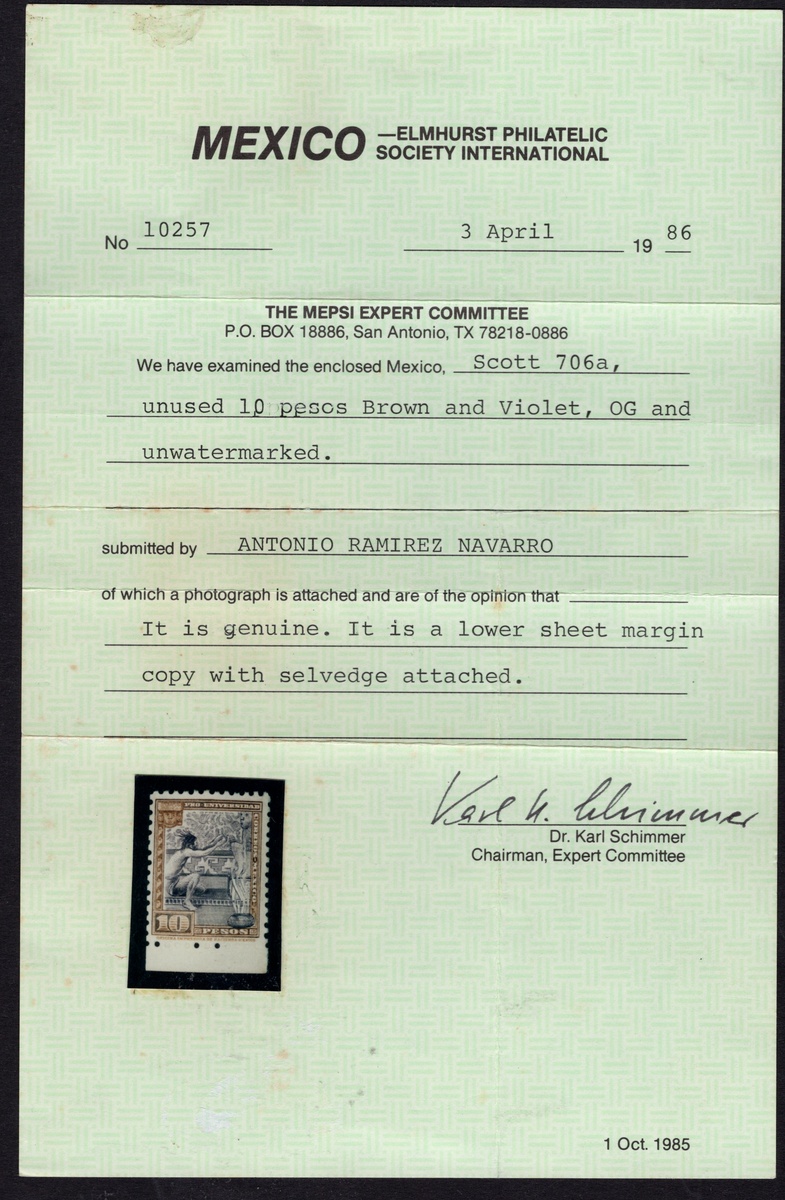 MEXICO —ELMHURST PHILATELIC
SOCIETY INTERNATIONAL
No 10257 3 April 19 86
THE MEPSI EXPERT COMMITTEE
P.O. BOX 18886, San Antonio, TX 78218-0886
We have examined the enclosed Mexico, Scott 706a,
unused 10 pesos Brown and Violet, OG and
unwatermarked.
submitted by ANTONIO RAMIREZ NAVARRO
of which a photograph is attached and are of the opinion that
It is genuine. It is a lower sheet margin
copy with selvedge attached.
Karl H. Schimmer
Dr. Karl Schimmer
Chairman, Expert Committee
PRO-UNIVERSIDAD
CORREOS MEXICO
10 PESOS
1 Oct. 1985